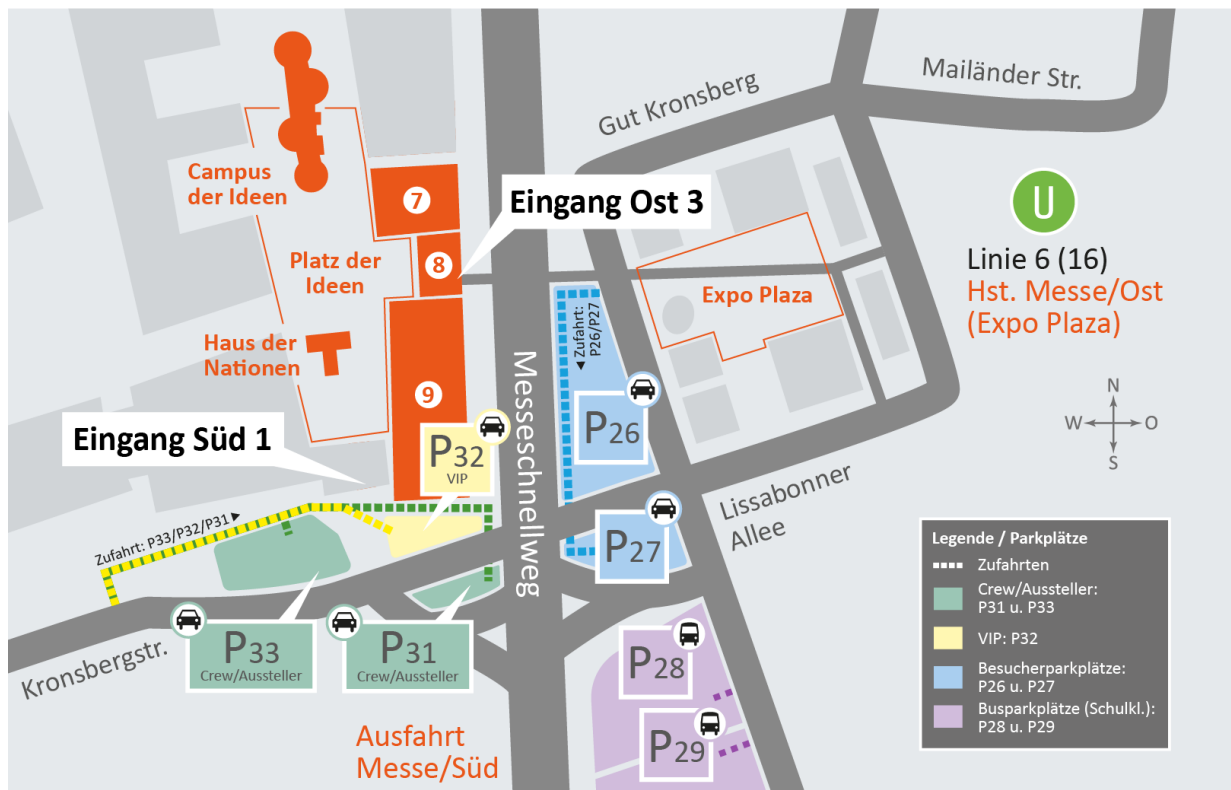 Mailänder Str.
Gut Kronsberg
Campus
der Ideen
7
Eingang Ost 3
U
Linie 6 (16)
Hst. Messe/Ost
(Expo Plaza)
Platz der
Ideen
8
Expo Plaza
Haus der
Nationen
◄ Zufahrt:
P26/P27
Messeschnellweg
9
P26
N
W
O
S
Eingang Süd 1
P32
VIP
Lissabonner
Allee
Zufahrt: P33/P32/P31 ►
P27
Kronsbergstr.
P33
Crew/Aussteller
P31
Crew/Aussteller
P28
P29
Ausfahrt
Messe/Süd
Legende / Parkplätze
Zufahrten
Crew/Aussteller:
P31 u. P33
VIP: P32
Besucherparkplätze:
P26 u. P27
Busparkplätze (Schulkl.):
P28 u. P29